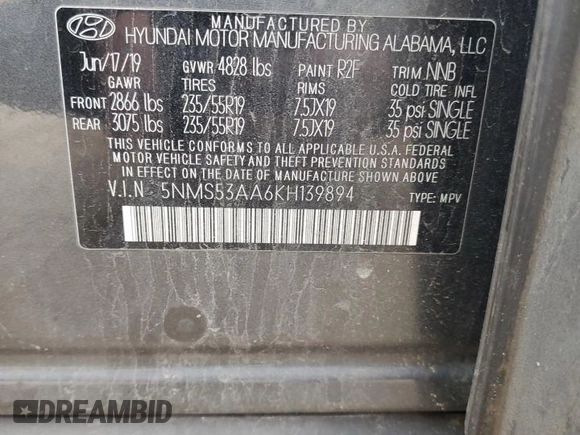 MANUFACTURED BY
HYUNDAI MOTOR MANUFACTURING ALABAMA, LLC
Jun/17/19 GVWR 4828 lbs PAINT R2F TRIM NNB
GAWR TIRES RIMS COLD TIRE INFL
FRONT 2866 lbs 235/55R19 7.5JX19 35 psi SINGLE
REAR 3075 lbs 235/55R19 7.5JX19 35 psi SINGLE
THIS VEHICLE CONFORMS TO ALL APPLICABLE U.S.A. FEDERAL
MOTOR VEHICLE SAFETY AND THEFT PREVENTION STANDARDS
IN EFFECT ON THE DATE OF MANUFACTURE SHOWN ABOVE.
V.I.N 5NMS53AA6KH139894 TYPE: MPV
DREAMBID